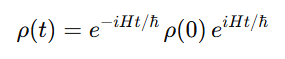 ρ(t) = e^{-iHt/ħ} ρ(0) e^{iHt/ħ}